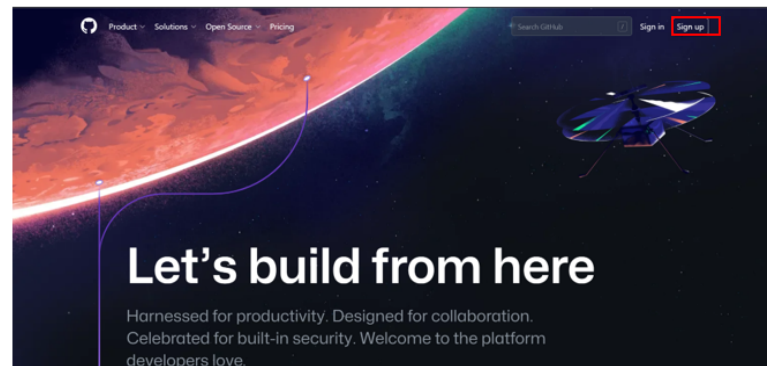 Product Solutions Open Source Pricing Search GitHub / Sign in Sign up
Let's build from here
Harnessed for productivity. Designed for collaboration.
Celebrated for built-in security. Welcome to the platform
developers love.